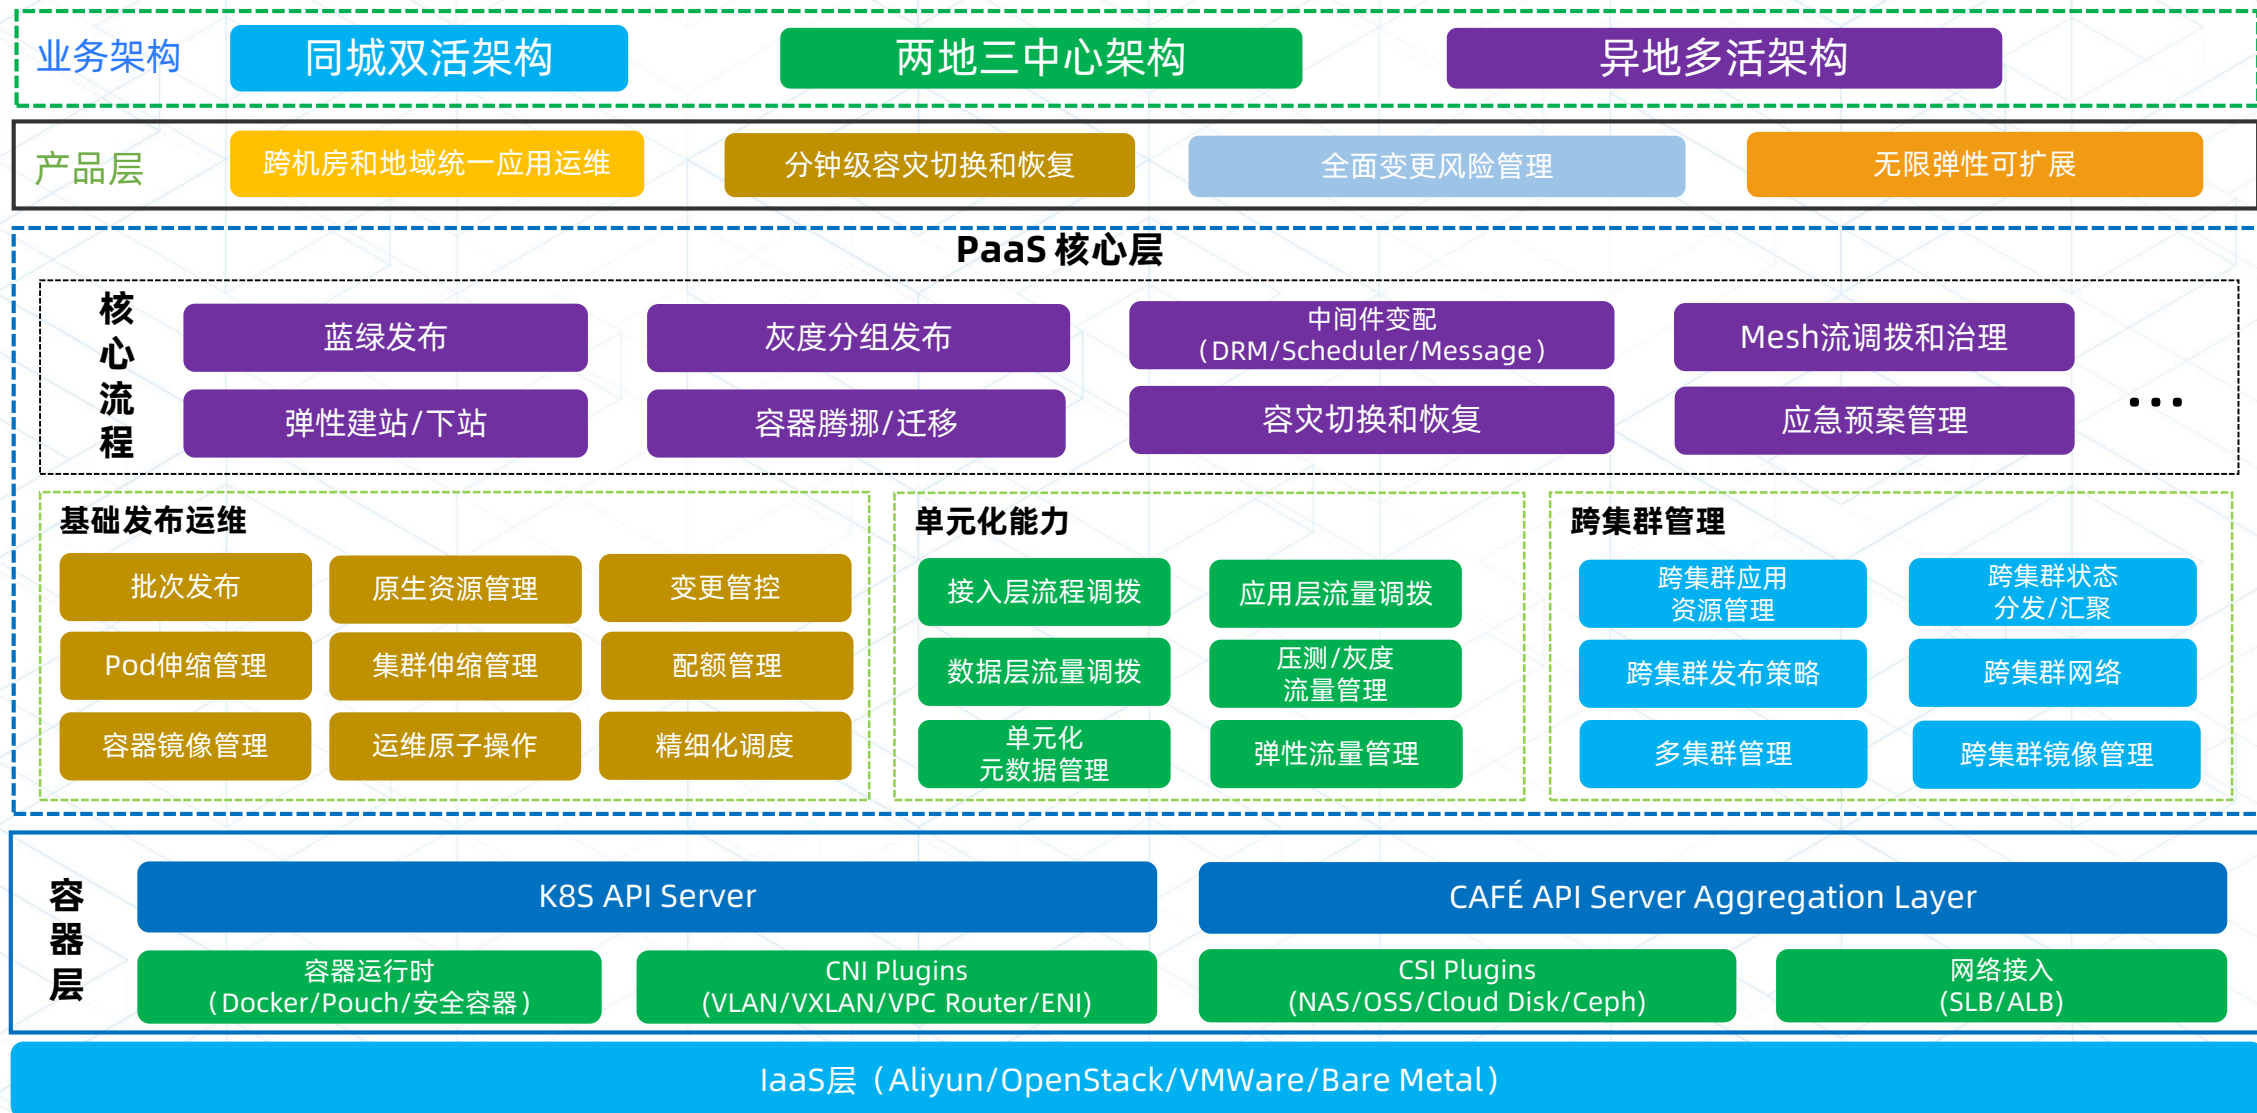 业务架构
同城双活架构
两地三中心架构
异地多活架构
产品层
跨机房和地域统一应用运维
分钟级容灾切换和恢复
全面变更风险管理
无限弹性可扩展
PaaS 核心层
核心流程
蓝绿发布
灰度分组发布
中间件变配
（DRM/Scheduler/Message）
Mesh流调拨和治理
弹性建站/下站
容器腾挪/迁移
容灾切换和恢复
应急预案管理
...
基础发布运维
批次发布
原生资源管理
变更管控
Pod伸缩管理
集群伸缩管理
配额管理
容器镜像管理
运维原子操作
精细化调度
单元化能力
接入层流程调拨
应用层流量调拨
数据层流量调拨
压测/灰度
流量管理
单元化
元数据管理
弹性流量管理
跨集群管理
跨集群应用
资源管理
跨集群状态
分发/汇聚
跨集群发布策略
跨集群网络
多集群管理
跨集群镜像管理
容器层
K8S API Server
CAFÉ API Server Aggregation Layer
容器运行时
（Docker/Pouch/安全容器）
CNI Plugins
(VLAN/VXLAN/VPC Router/ENI)
CSI Plugins
(NAS/OSS/Cloud Disk/Ceph)
网络接入
(SLB/ALB)
IaaS层（Aliyun/OpenStack/VMWare/Bare Metal）